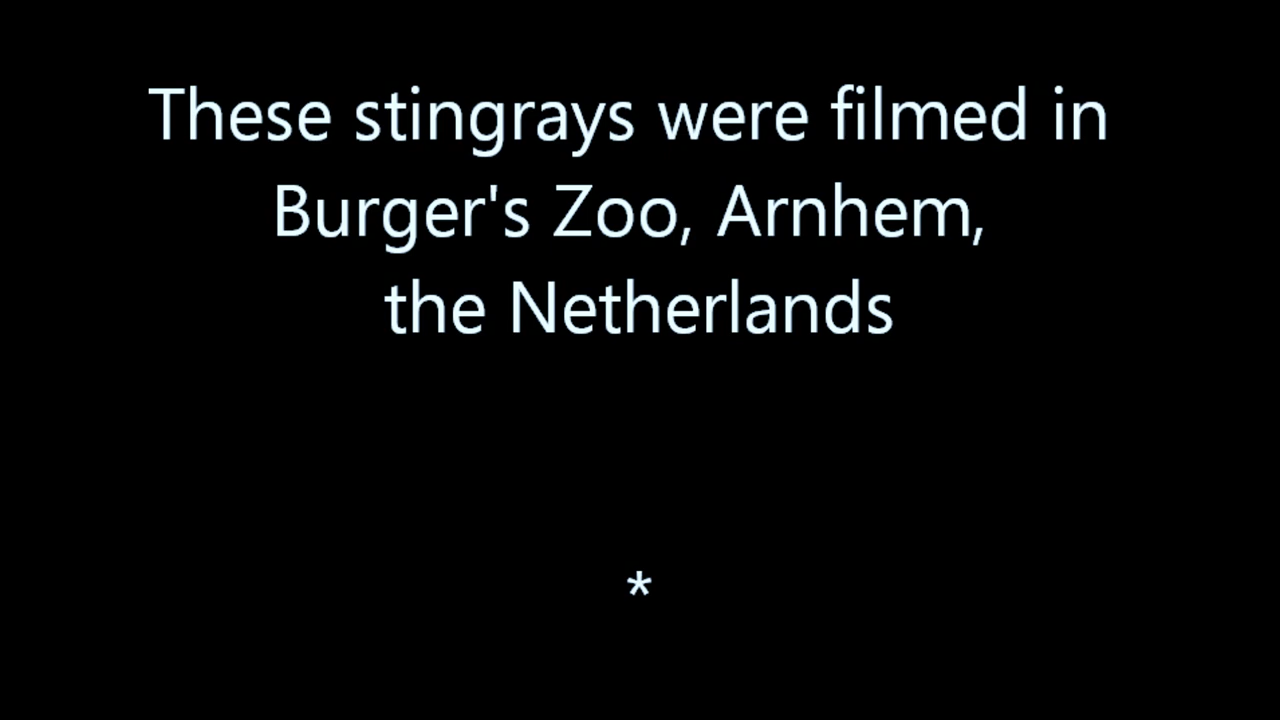 These stingrays were filmed in
Burger's Zoo, Arnhem,
the Netherlands
*